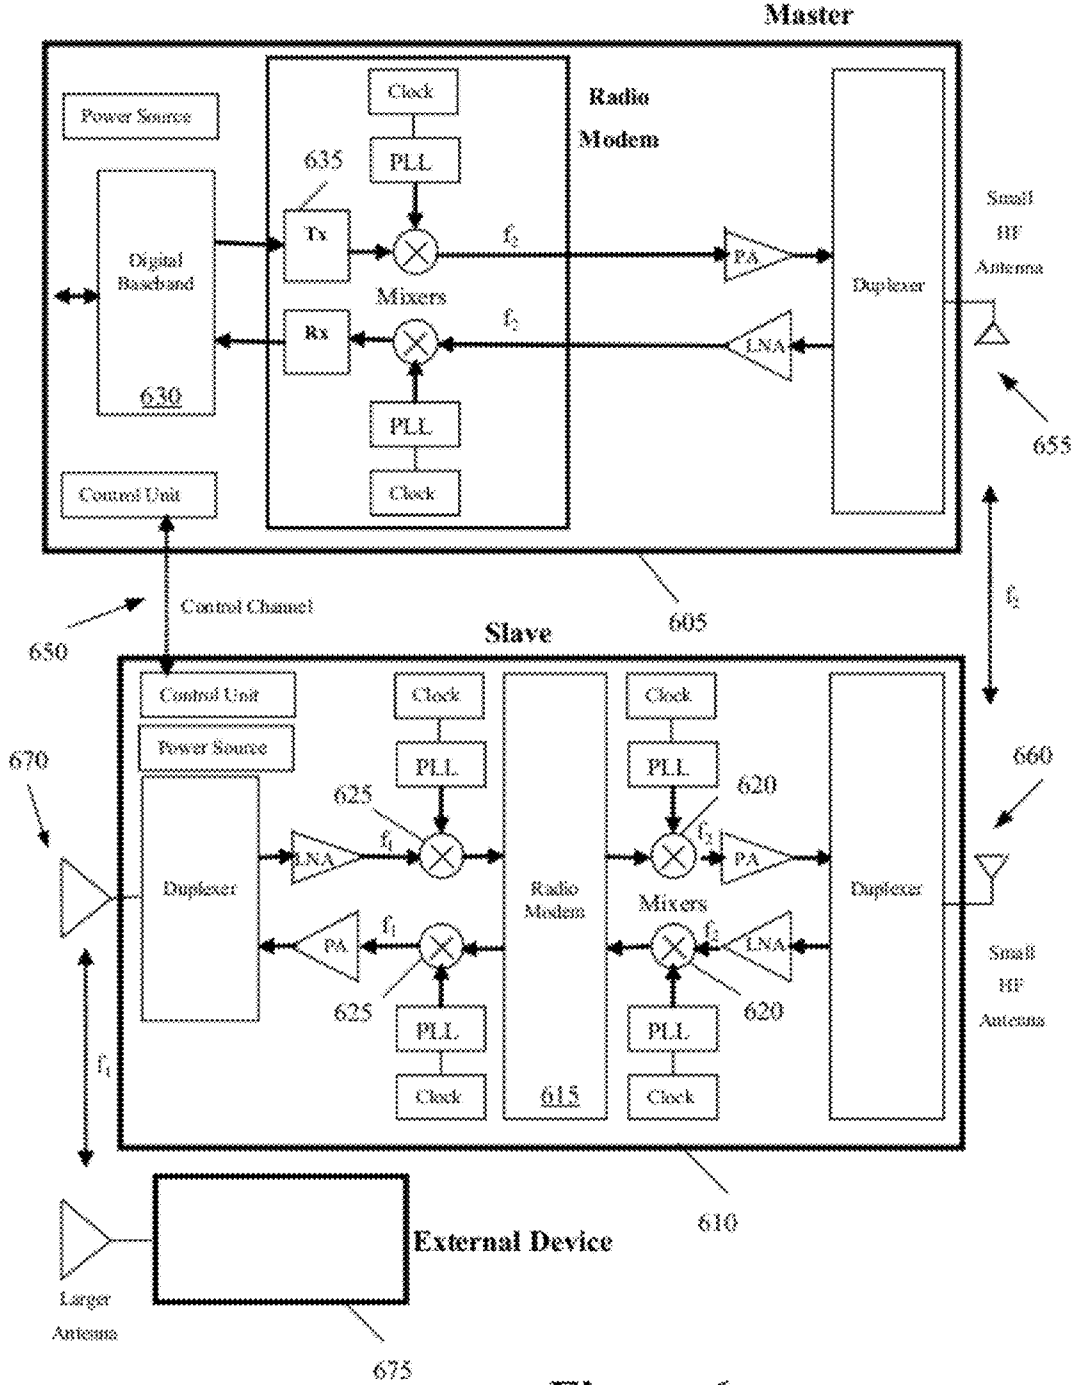 Master
Clock
Radio
Modem
Power Source
PLL
635
Tx
f2
PA
Small
HF
Antenna
Digital
Baseband
Mixers
Duplexer
Rx
f2
LNA
630
PLL
655
Control Unit
Clock
f2
Control Channel
650
605
Slave
Control Unit
Clock
Clock
Power Source
PLL
PLL
670
660
625
620
LNA
f1
f2
PA
Duplexer
Radio
Modem
Mixers
Duplexer
PA
f1
f2
LNA
Small
HF
Antenna
625
620
PLL
PLL
f1
Clock
615
Clock
610
External Device
Larger
Antenna
675